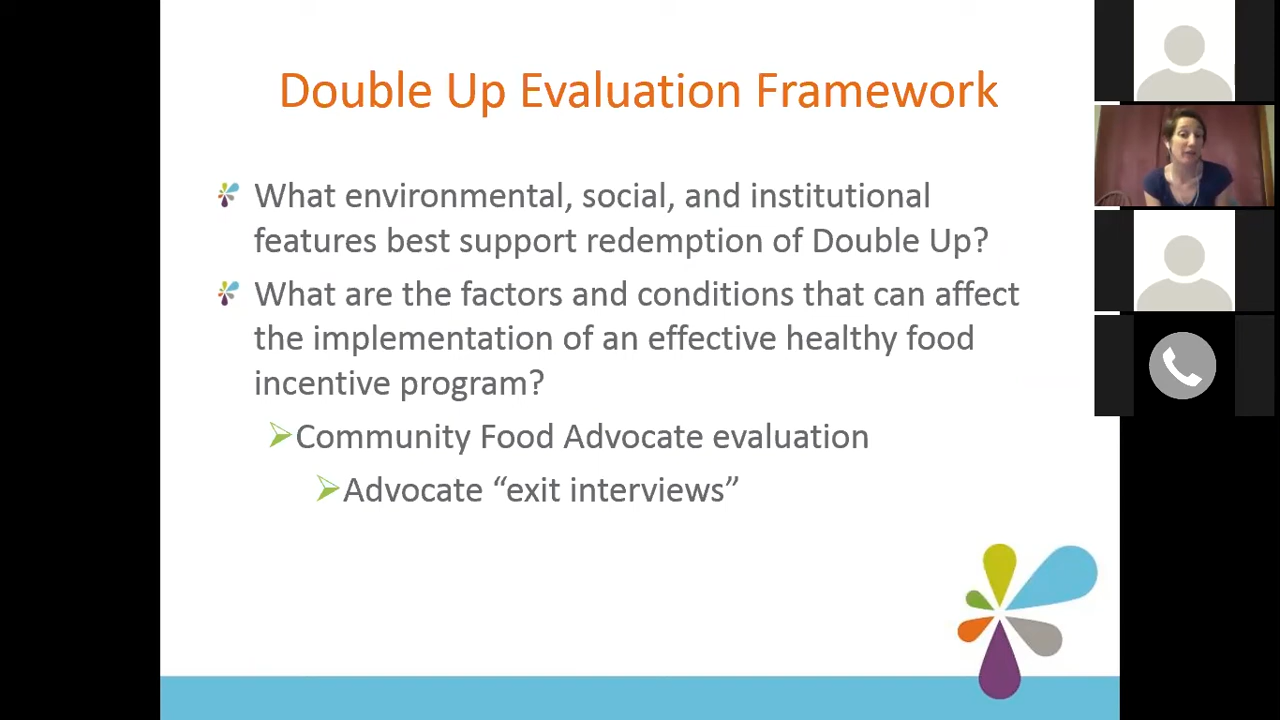 Double Up Evaluation Framework
What environmental, social, and institutional
features best support redemption of Double Up?
What are the factors and conditions that can affect
the implementation of an effective healthy food
incentive program?
Community Food Advocate evaluation
Advocate “exit interviews”